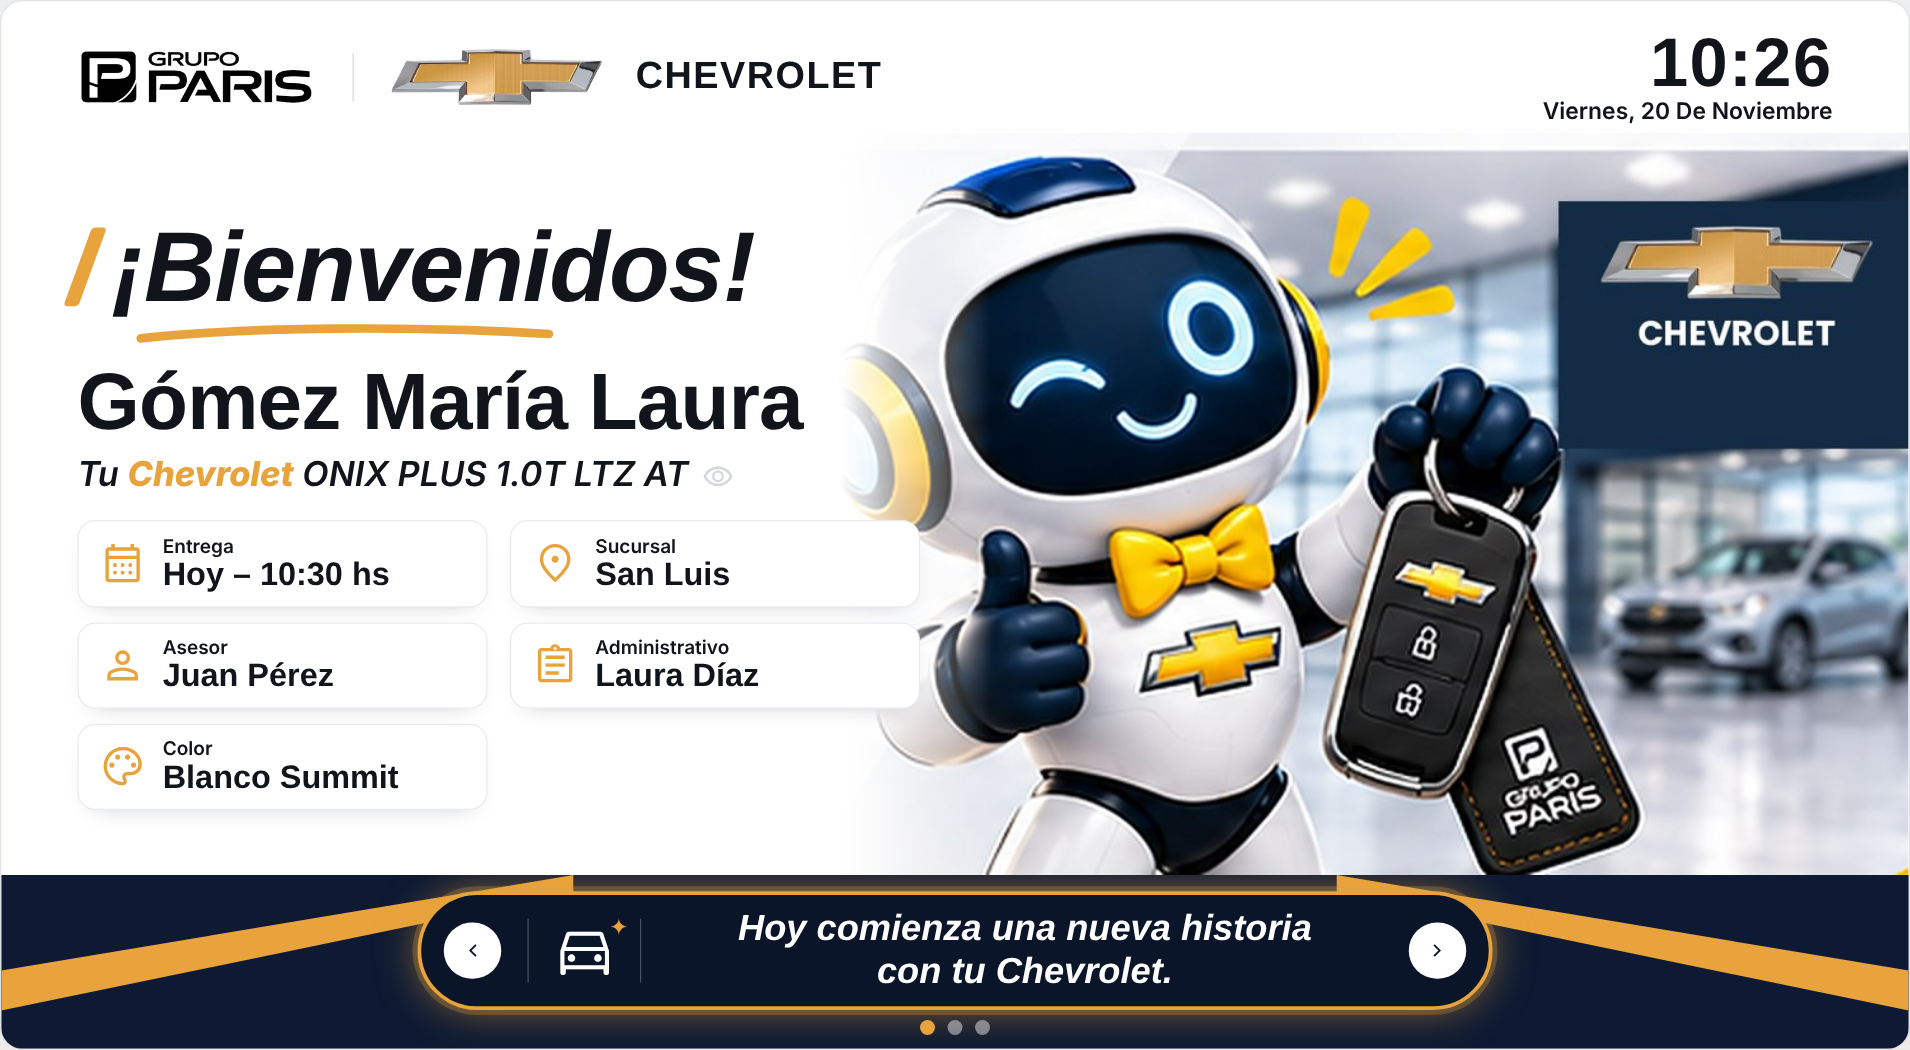 GRUPO
PARIS
CHEVROLET
10:26
Viernes, 20 De Noviembre
¡Bienvenidos!
Gómez María Laura
Tu Chevrolet ONIX PLUS 1.0T LTZ AT
Entrega
Hoy – 10:30 hs
Sucursal
San Luis
Asesor
Juan Pérez
Administrativo
Laura Díaz
Color
Blanco Summit
CHEVROLET
GRUPO
PARIS
Hoy comienza una nueva historia
con tu Chevrolet.